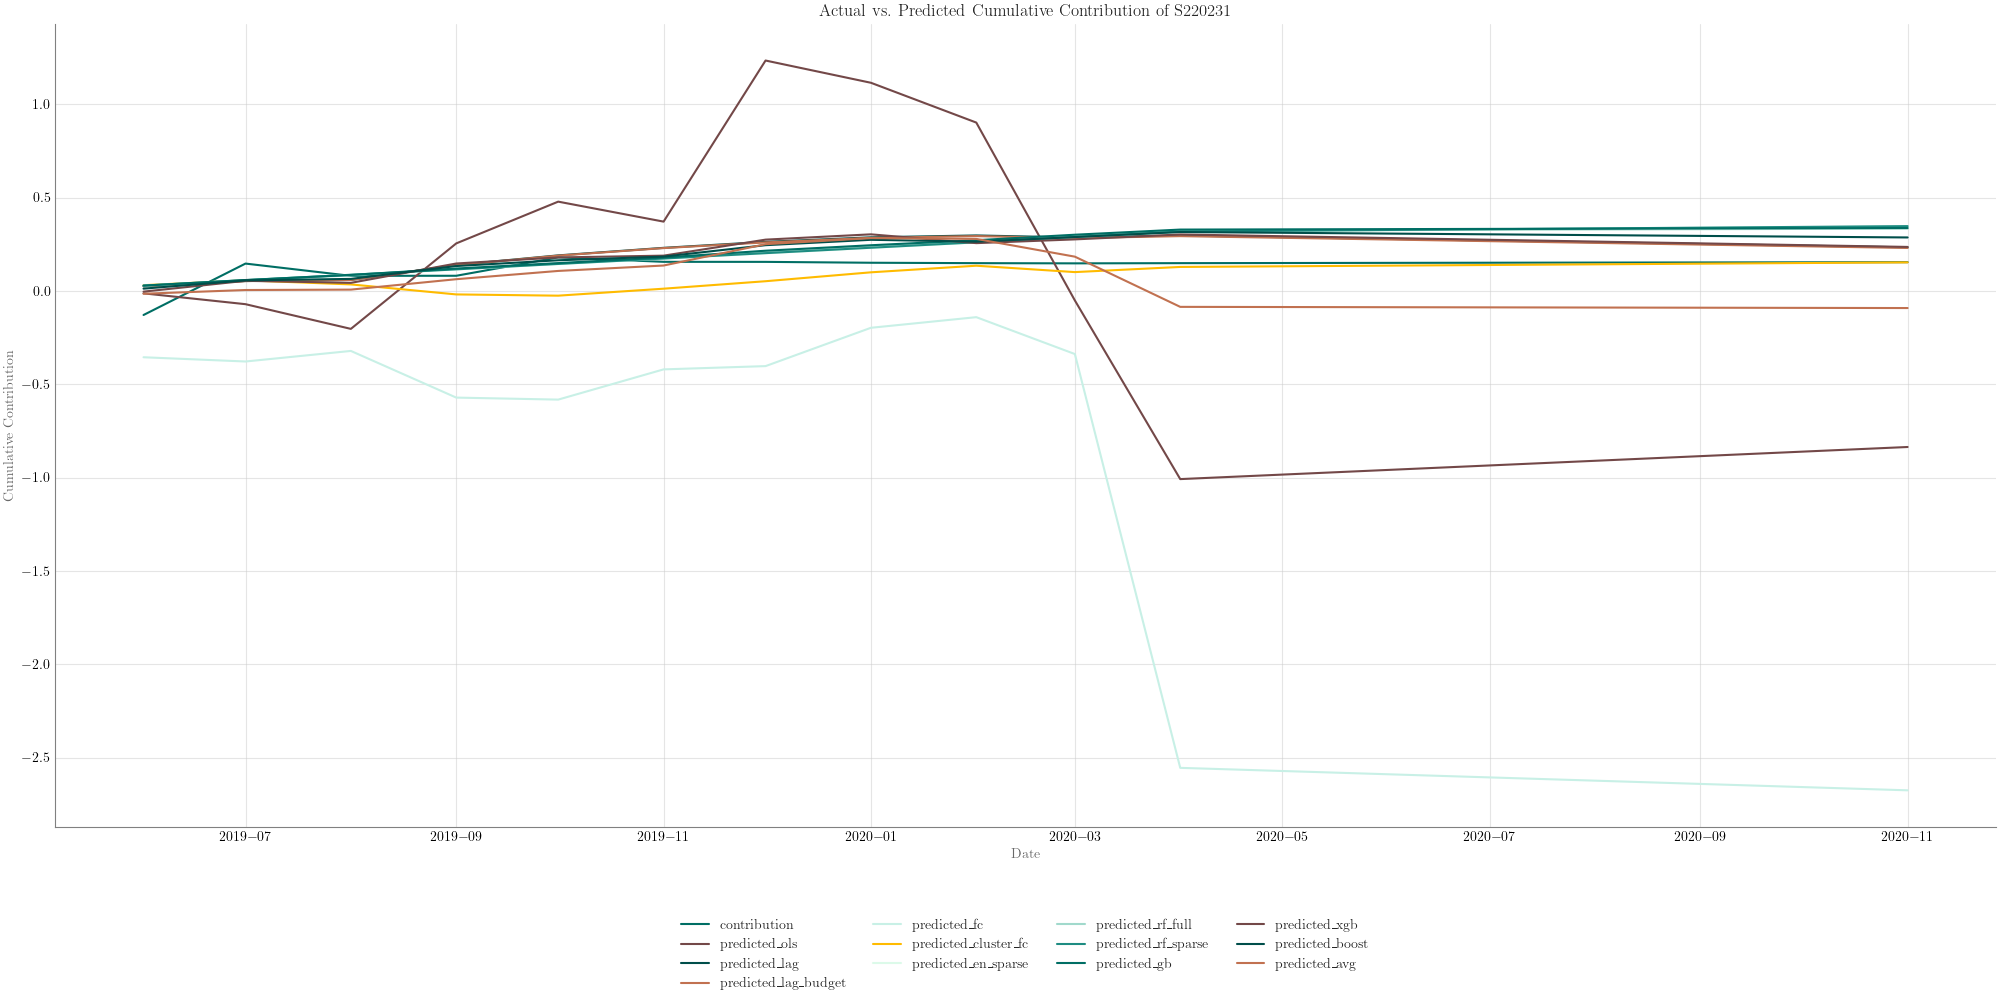 Actual vs. Predicted Cumulative Contribution of S220231
1.0
0.5
0.0
−0.5
−1.0
−1.5
−2.0
−2.5
Cumulative Contribution
2019−07 2019−09 2019−11 2020−01 2020−03 2020−05 2020−07 2020−09 2020−11
Date
contribution predicted_fc predicted_rf_full predicted_xgb
predicted_ols predicted_cluster_fc predicted_rf_sparse predicted_boost
predicted_lag predicted_en_sparse predicted_gb predicted_avg
predicted_lag_budget